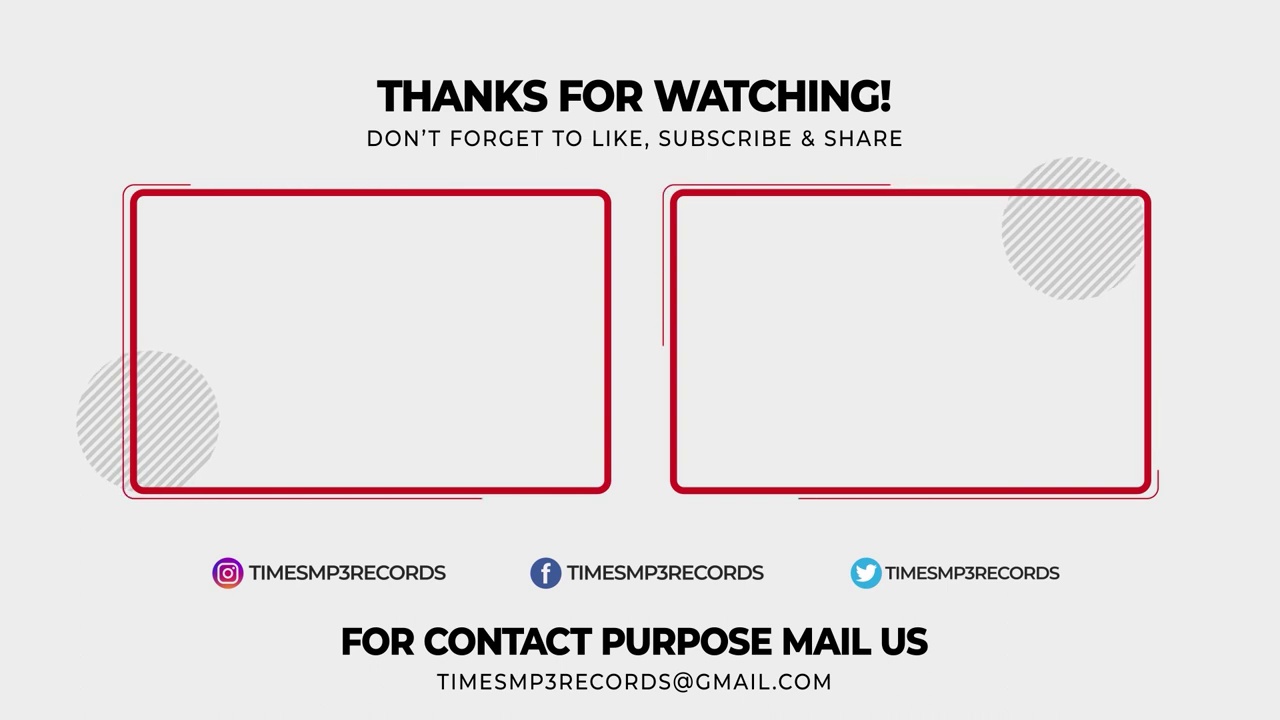 THANKS FOR WATCHING!
DON'T FORGET TO LIKE, SUBSCRIBE & SHARE
TIMESMP3RECORDS
TIMESMP3RECORDS
TIMESMP3RECORDS
FOR CONTACT PURPOSE MAIL US
TIMESMP3RECORDS@GMAIL.COM